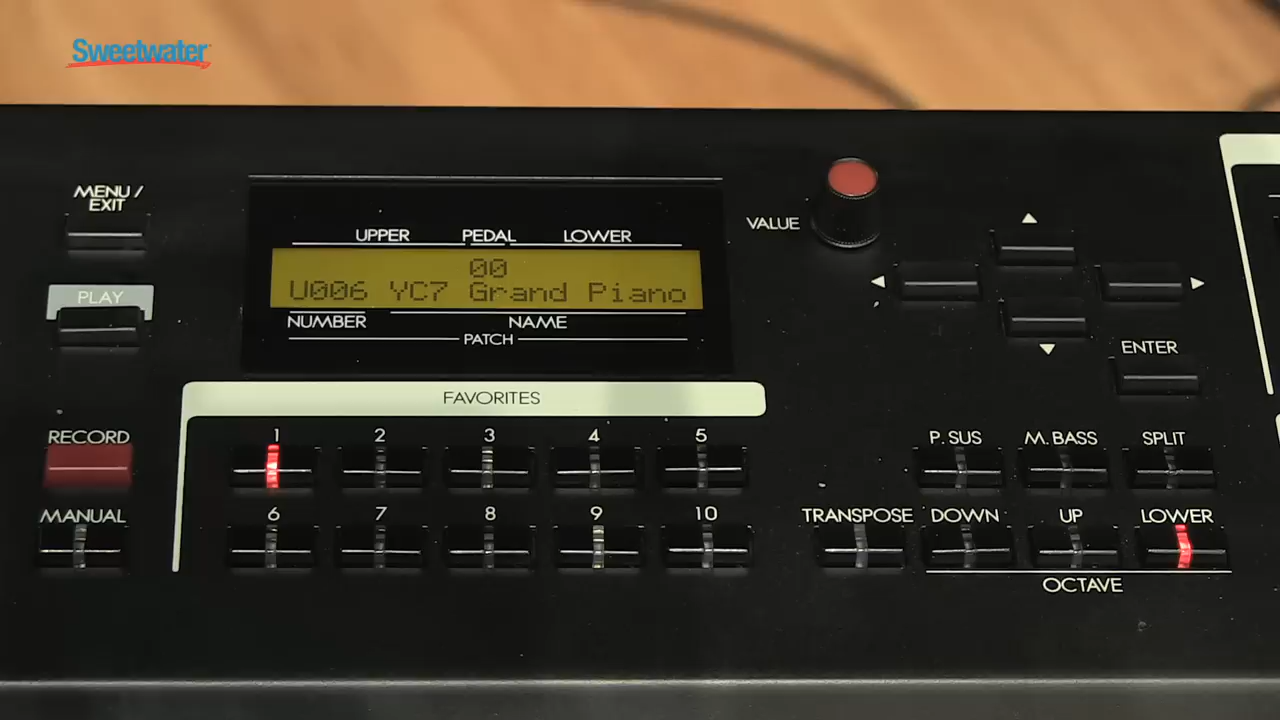 Sweetwater
MENU /
EXIT
PLAY
RECORD
MANUAL
UPPER PEDAL LOWER
00
U006 YC7 Grand Piano
NUMBER NAME
PATCH
FAVORITES
1 2 3 4 5
6 7 8 9 10
VALUE
ENTER
P. SUS M. BASS SPLIT
TRANSPOSE DOWN UP LOWER
OCTAVE